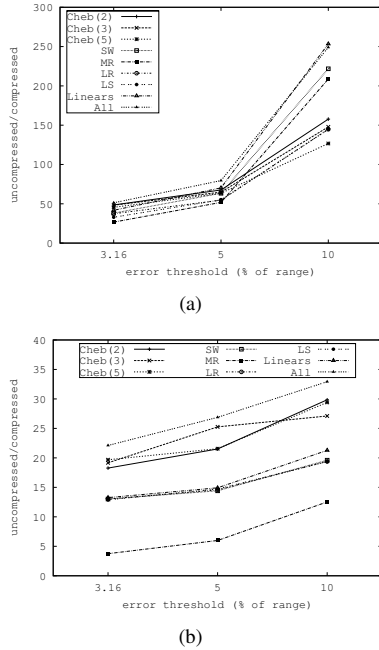 300
250
200
150
100
50
0
uncompressed/compressed
Cheb(2)
Cheb(3)
Cheb(5)
SW
MR
LR
LS
Linears
All
3.16 5 10
error threshold (% of range)
(a)
40
35
30
25
20
15
10
5
0
uncompressed/compressed
Cheb(2) SW LS
Cheb(3) MR Linears
Cheb(5) LR All
3.16 5 10
error threshold (% of range)
(b)